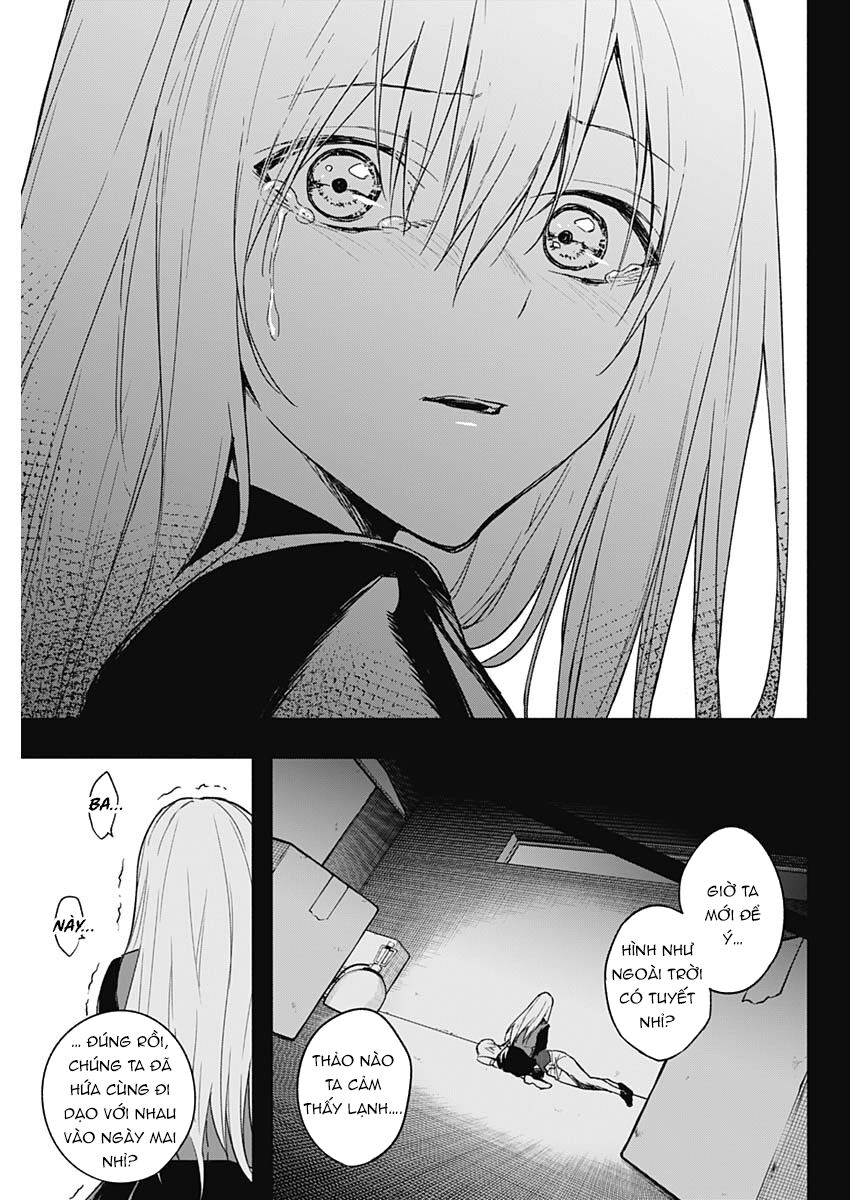 GIỜ TA
MỚI ĐỂ
Ý...
HÌNH NHƯ
NGOÀI TRỜI
CÓ TUYẾT
NHỈ?
THẢO NÀO
TA CẢM
THẤY LẠNH....
BA...
NÀY...
... ĐÚNG RỒI,
CHÚNG TA ĐÃ
HỨA CÙNG ĐI
DẠO VỚI NHAU
VÀO NGÀY MAI
NHỈ?